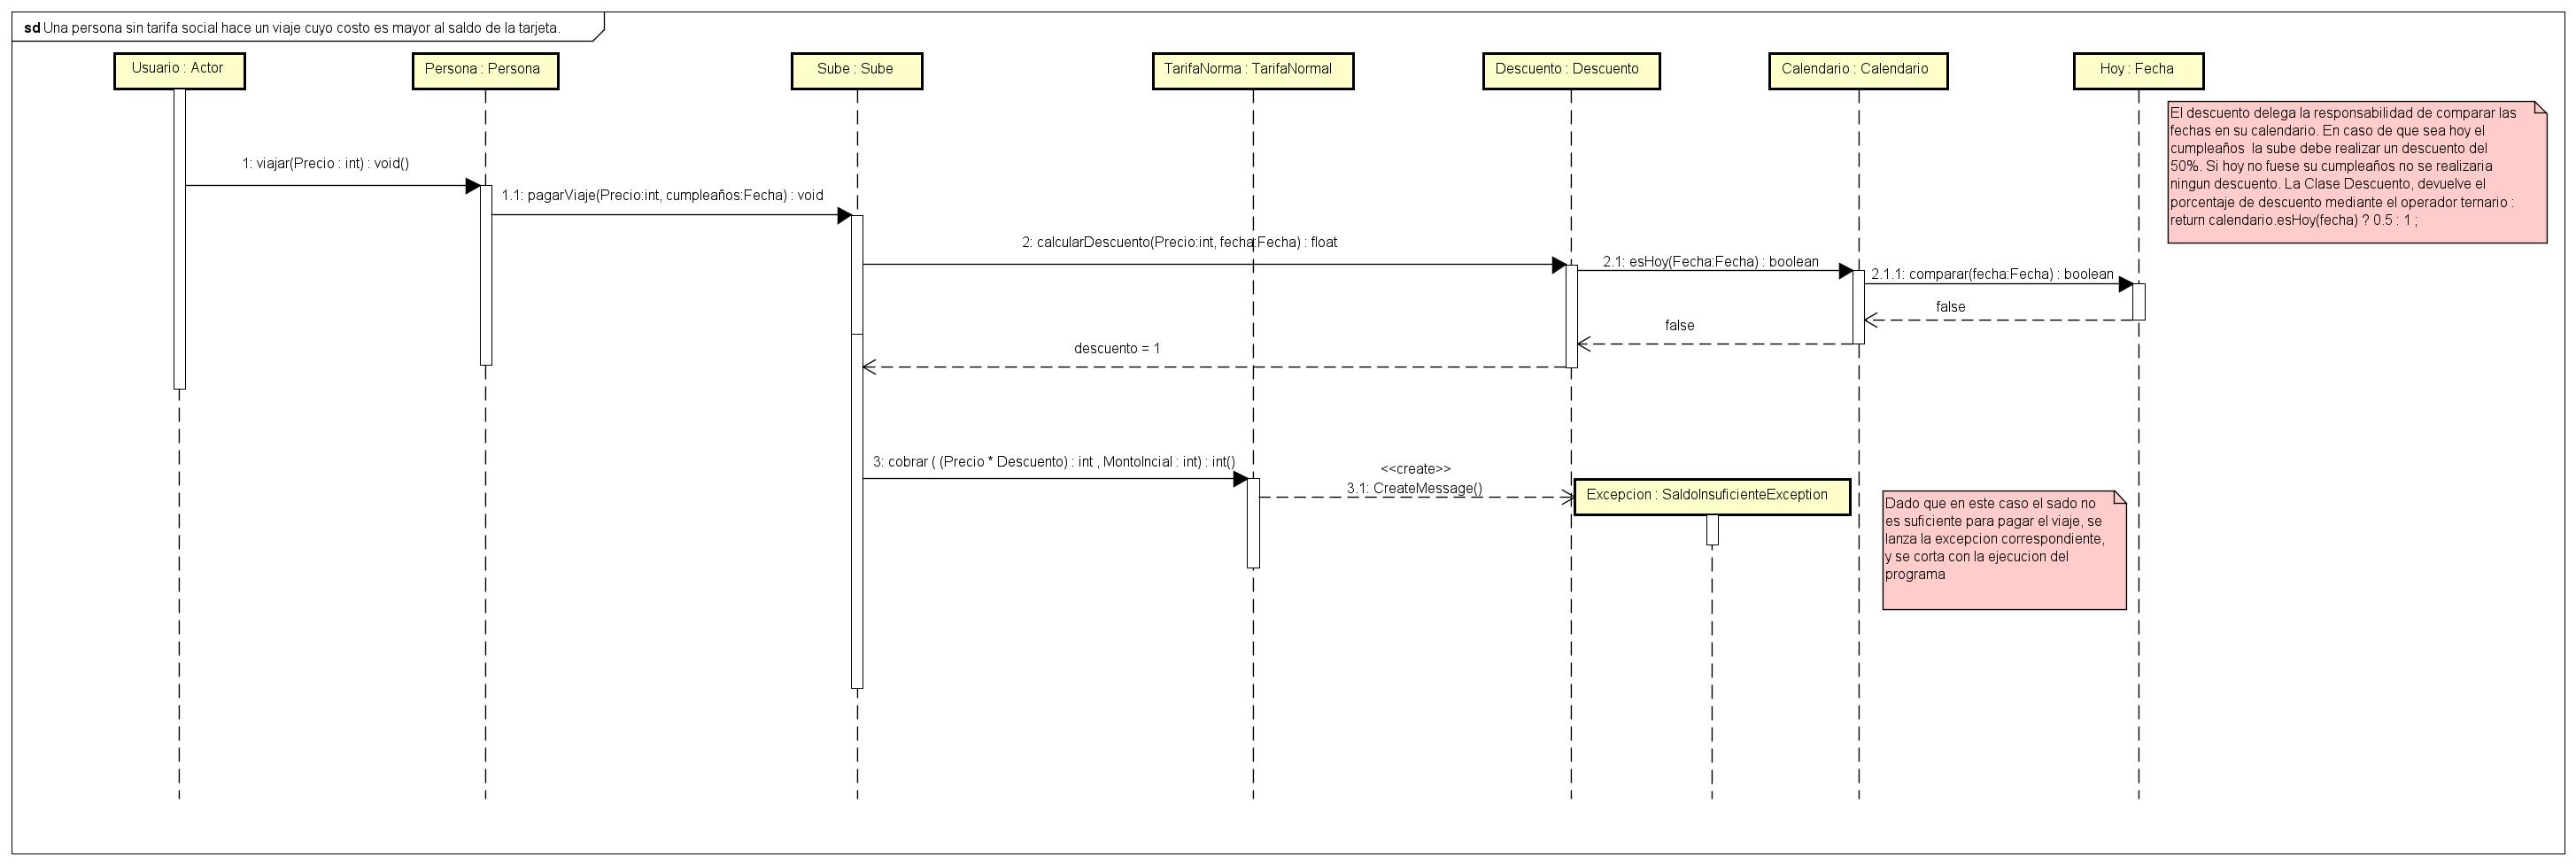 sd Una persona sin tarifa social hace un viaje cuyo costo es mayor al saldo de la tarjeta.
Usuario : Actor
Persona : Persona
Sube : Sube
TarifaNorma : TarifaNormal
Descuento : Descuento
Calendario : Calendario
Hoy : Fecha
El descuento delega la responsabilidad de comparar las
fechas en su calendario. En caso de que sea hoy el
cumpleaños la sube debe realizar un descuento del
50%. Si hoy no fuese su cumpleaños no se realizaria
ningun descuento. La Clase Descuento, devuelve el
porcentaje de descuento mediante el operador ternario :
return calendario.esHoy(fecha) ? 0.5 : 1 ;
1: viajar(Precio : int) : void()
1.1: pagarViaje(Precio:int, cumpleaños:Fecha) : void
2: calcularDescuento(Precio:int, fecha:Fecha) : float
2.1: esHoy(Fecha:Fecha) : boolean
2.1.1: comparar(fecha:Fecha) : boolean
false
false
descuento = 1
3: cobrar ( (Precio * Descuento) : int , MontoIncial : int) : int()
<<create>>
3.1: CreateMessage()
Excepcion : SaldoInsuficienteException
Dado que en este caso el sado no
es suficiente para pagar el viaje, se
lanza la excepcion correspondiente,
y se corta con la ejecucion del
programa